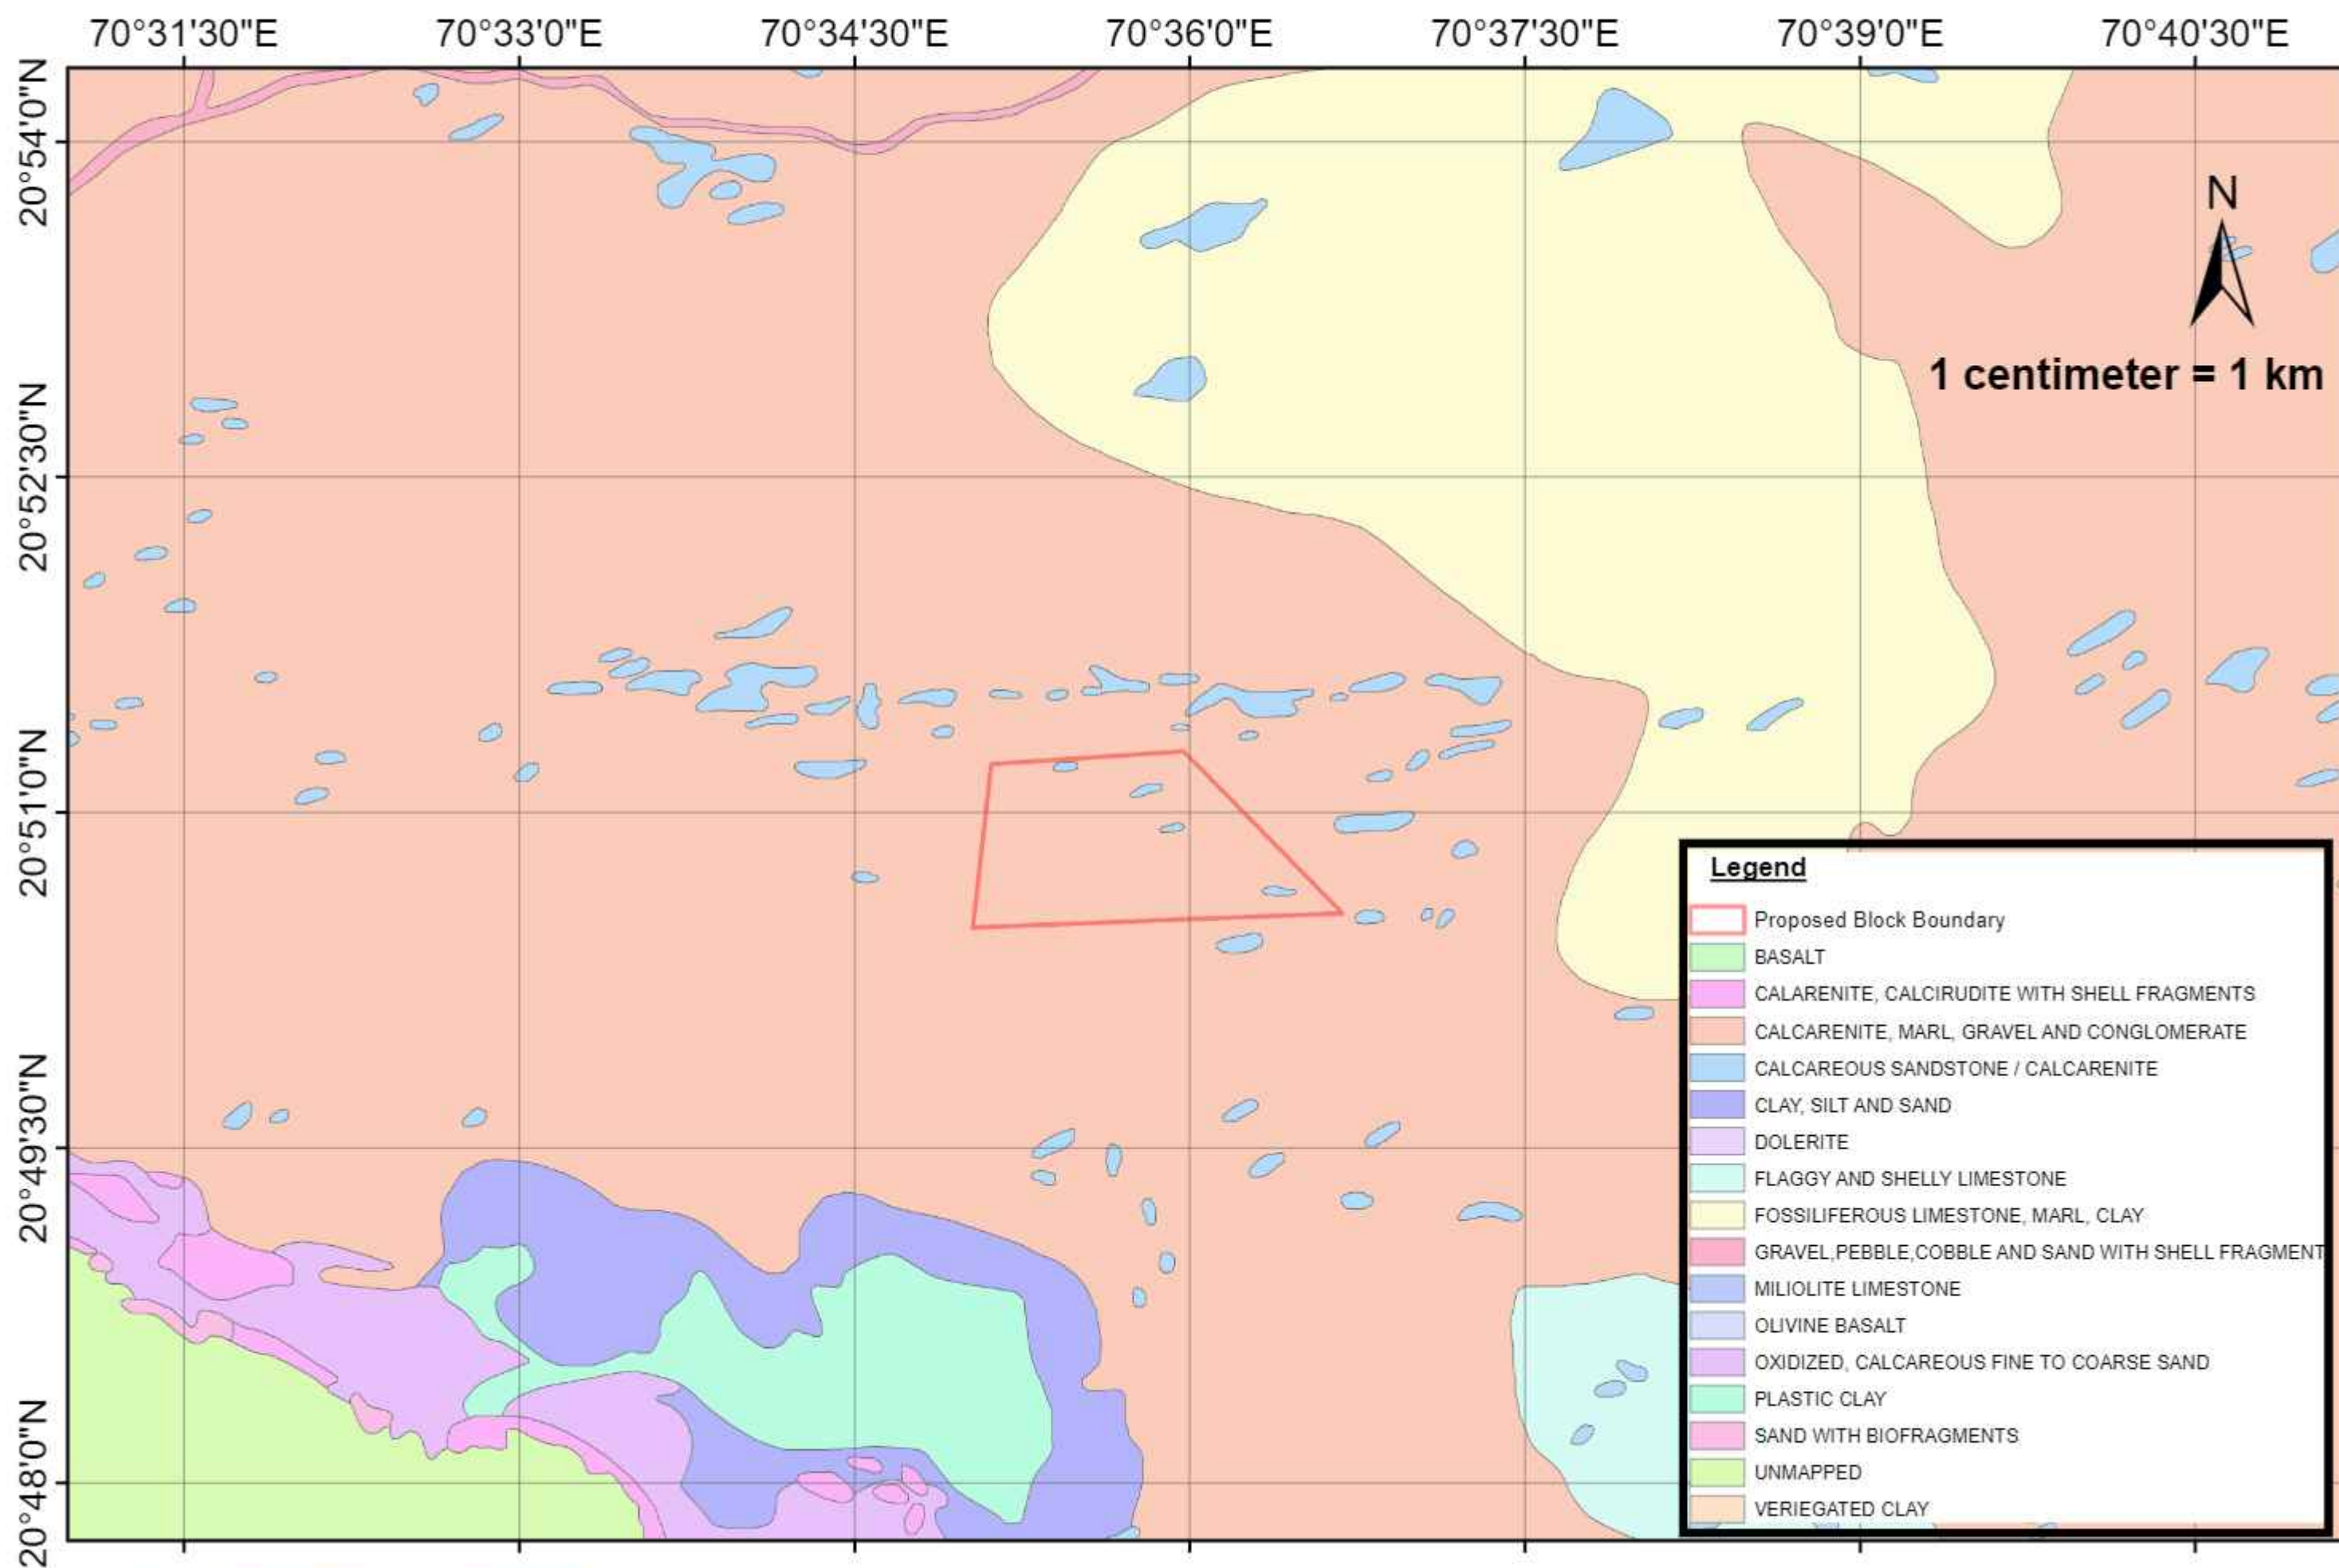 70°31'30"E 70°33'0"E 70°34'30"E 70°36'0"E 70°37'30"E 70°39'0"E 70°40'30"E
20°54'0"N
20°52'30"N
20°51'0"N
20°49'30"N
20°48'0"N
N
1 centimeter = 1 km
Legend
Proposed Block Boundary
BASALT
CALARENITE, CALCIRUDITE WITH SHELL FRAGMENTS
CALCARENITE, MARL, GRAVEL AND CONGLOMERATE
CALCAREOUS SANDSTONE / CALCARENITE
CLAY, SILT AND SAND
DOLERITE
FLAGGY AND SHELLY LIMESTONE
FOSSILIFEROUS LIMESTONE, MARL, CLAY
GRAVEL,PEBBLE,COBBLE AND SAND WITH SHELL FRAGMENT
MILIOLITE LIMESTONE
OLIVINE BASALT
OXIDIZED, CALCAREOUS FINE TO COARSE SAND
PLASTIC CLAY
SAND WITH BIOFRAGMENTS
UNMAPPED
VERIEGATED CLAY